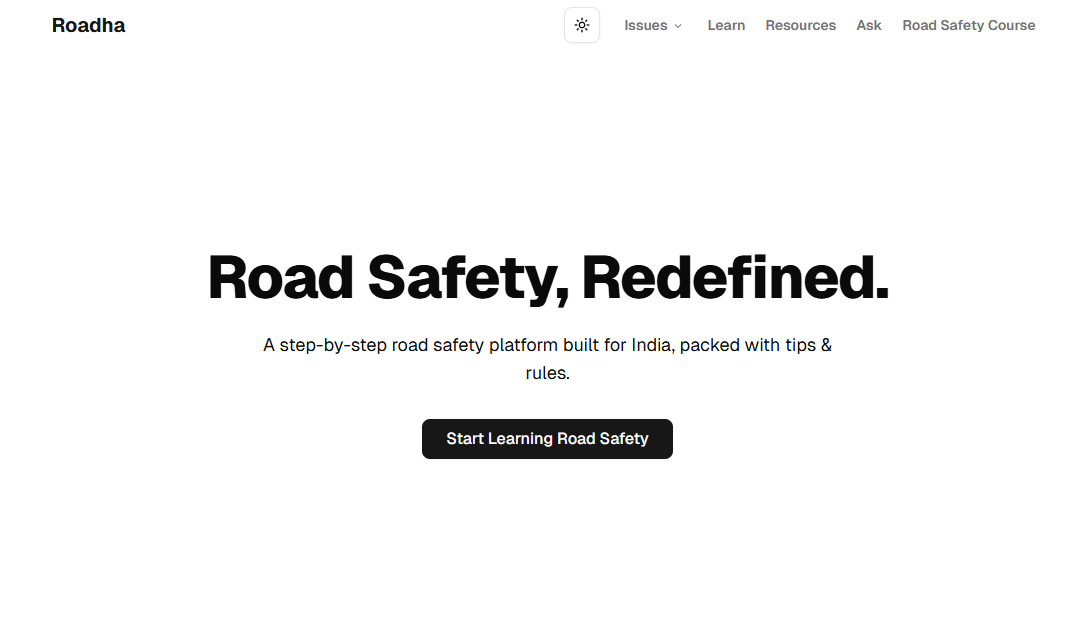 Roadha
Issues Learn Resources Ask Road Safety Course
Road Safety, Redefined.
A step-by-step road safety platform built for India, packed with tips &
rules.
Start Learning Road Safety